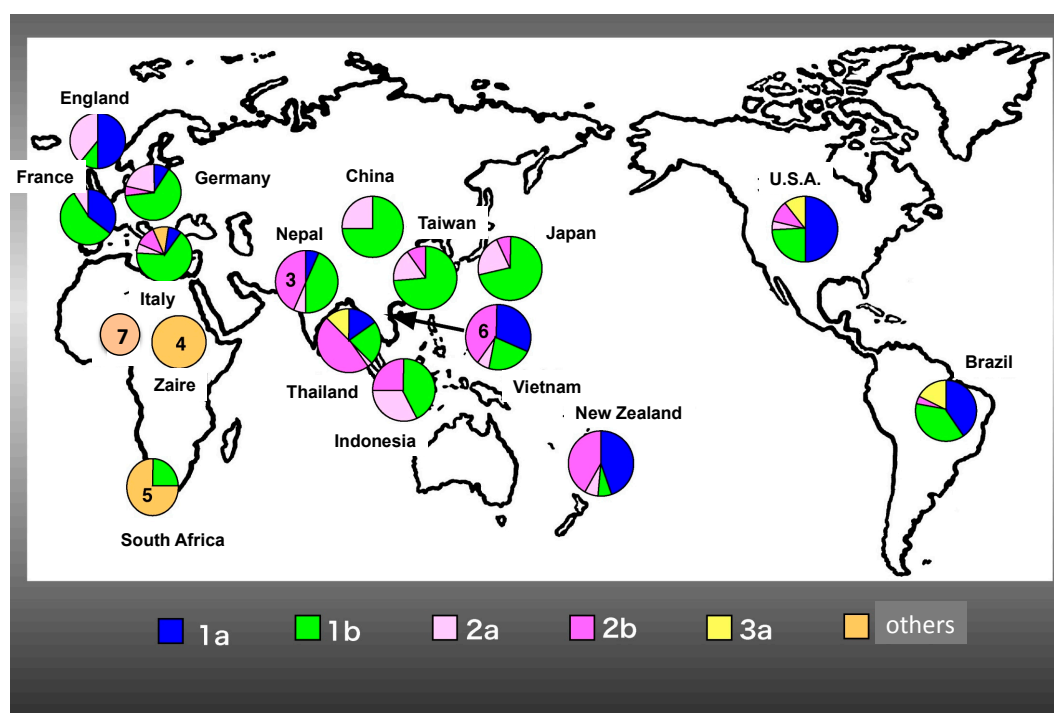 England
France
Germany
China
U.S.A.
Taiwan
Nepal
Japan
3
Italy
7
4
6
Zaire
Thailand
Vietnam
Brazil
New Zealand
Indonesia
5
South Africa
1a
1b
2a
2b
3a
others